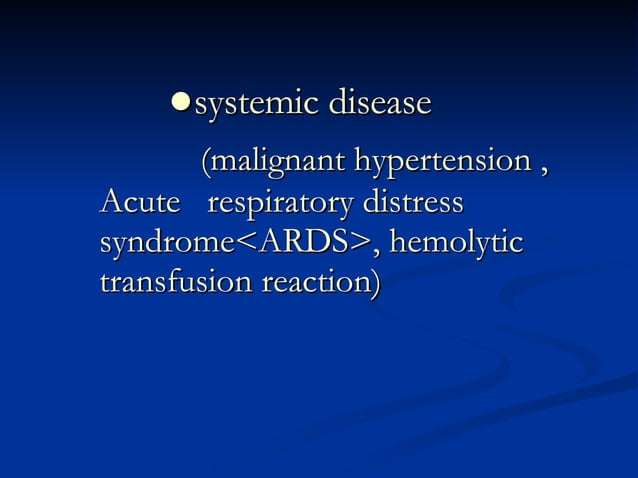 ●systemic disease
(malignant hypertension ,
Acute respiratory distress
syndrome<ARDS>, hemolytic
transfusion reaction)